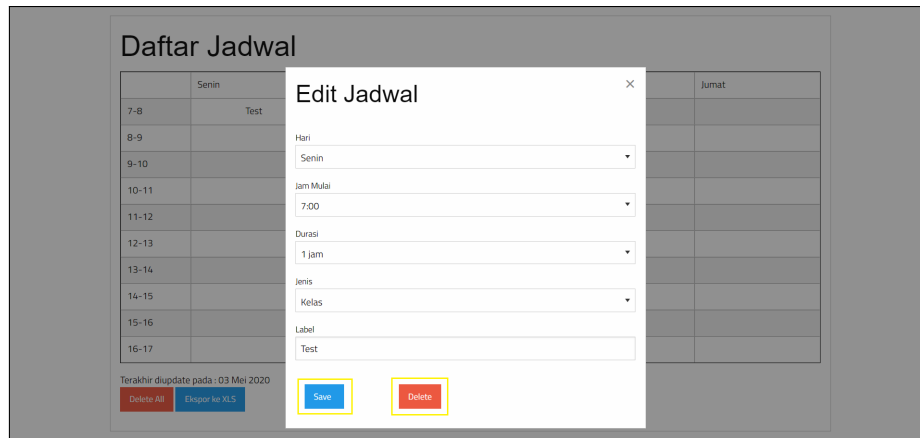 Daftar Jadwal
Senin Jumat
7-8 Test
8-9
9-10
10-11
11-12
12-13
13-14
14-15
15-16
16-17
Terakhir diupdate pada : 03 Mei 2020
Delete All Ekspor ke XLS
Edit Jadwal ×
Hari
Senin
Jam Mulai
7:00
Durasi
1 jam
Jenis
Kelas
Label
Test
Save Delete